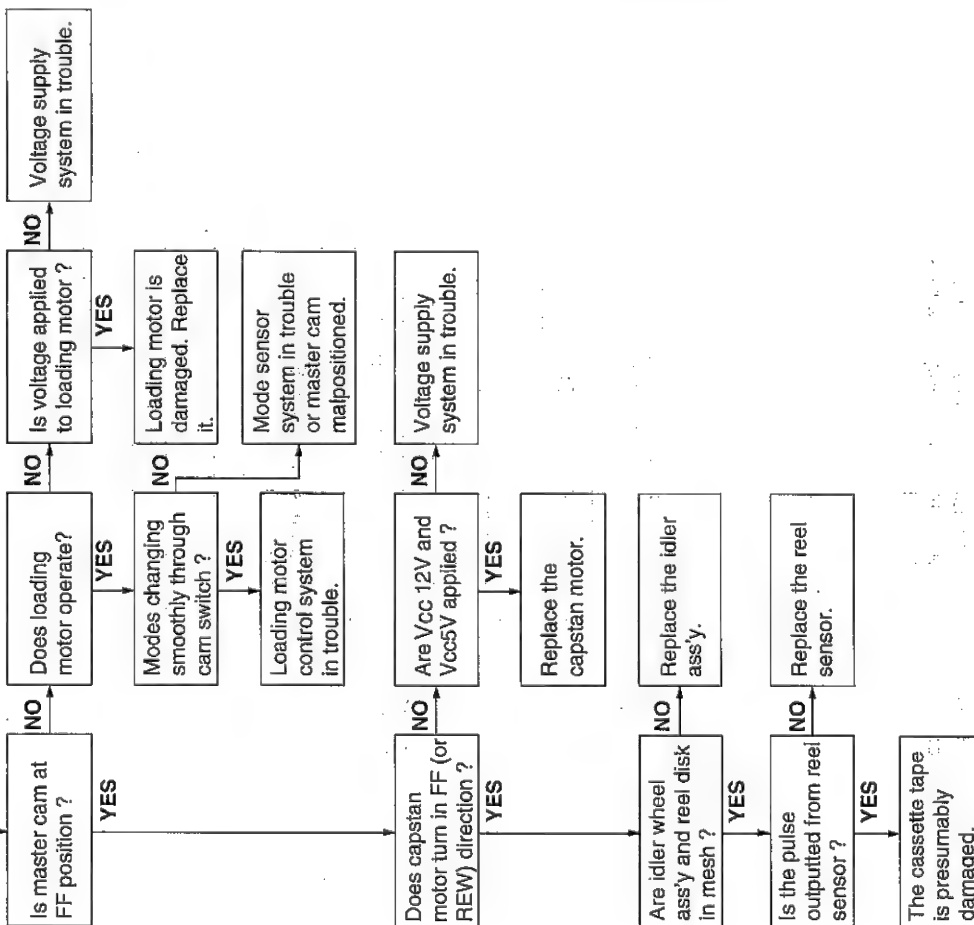 Is master cam at
FF position ?
NO
YES
Does loading
motor operate?
NO
YES
Is voltage applied
to loading motor ?
NO
YES
Voltage supply
system in trouble.
Loading motor is
damaged. Replace
it.
Modes changing
smoothly through
cam switch ?
NO
YES
Mode sensor
system in trouble
or master cam
malpositioned.
Loading motor
control system
in trouble.
Does capstan
motor turn in FF (or
REW) direction ?
NO
YES
Are Vcc 12V and
Vcc5V applied ?
NO
YES
Voltage supply
system in trouble.
Replace the
capstan motor.
Are idler wheel
ass'y and reel disk
in mesh ?
NO
YES
Replace the idler
ass'y.
Is the pulse
outputted from reel
sensor ?
NO
YES
Replace the reel
sensor.
The cassette tape
is presumably
damaged.